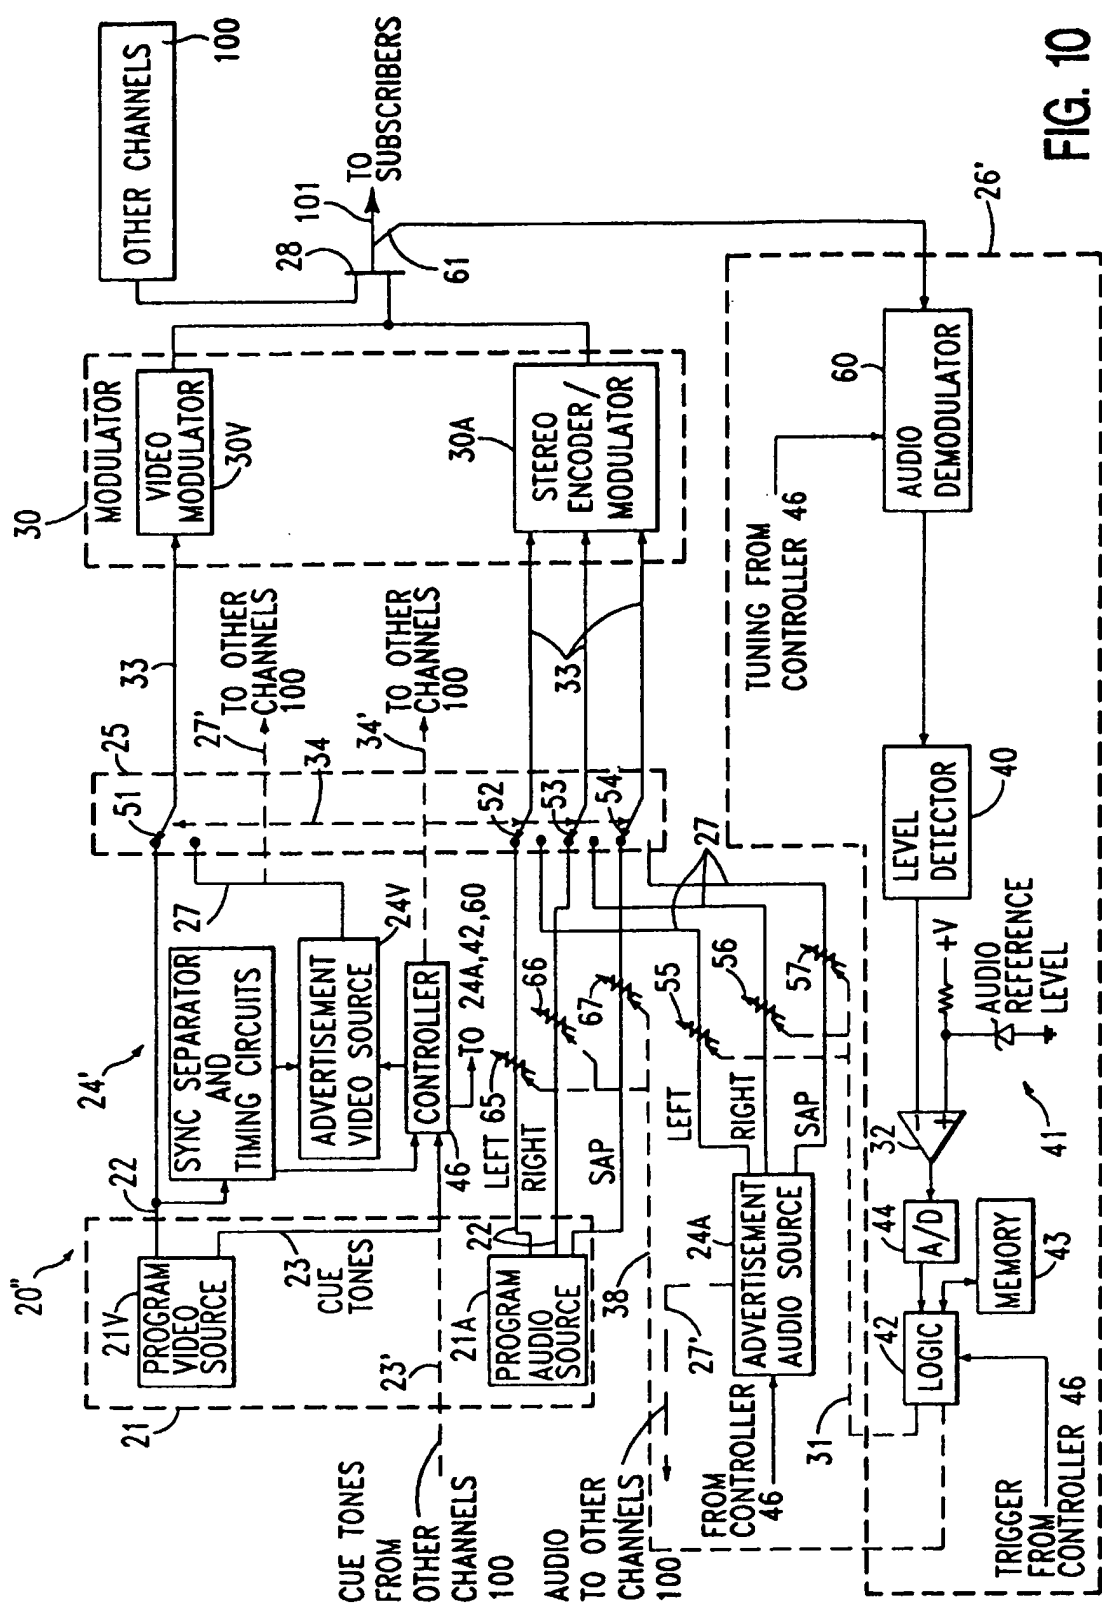 20"
21
21V
PROGRAM
VIDEO
SOURCE
22
23
CUE
TONES
24'
SYNC SEPARATOR
AND
TIMING CIRCUITS
ADVERTISEMENT
VIDEO SOURCE
24V
CONTROLLER
46
TO 24A,42,60
27
25
51
34
27'
TO OTHER
CHANNELS
100
34'
TO OTHER
CHANNELS
100
33
30
MODULATOR
VIDEO
MODULATOR
30V
30A
STEREO
ENCODER/
MODULATOR
OTHER CHANNELS
100
28
101
TO
SUBSCRIBERS
61
CUE TONES
FROM
OTHER
CHANNELS
100
23'
21A
PROGRAM
AUDIO
SOURCE
22
LEFT
RIGHT
SAP
65
66
67
52
53
54
33
27
38
AUDIO
TO OTHER
CHANNELS
100
27'
24A
ADVERTISEMENT
AUDIO SOURCE
FROM
CONTROLLER
46
LEFT
RIGHT
SAP
55
56
57
31
26'
TUNING FROM
CONTROLLER 46
60
AUDIO
DEMODULATOR
LEVEL
DETECTOR
40
+V
AUDIO
REFERENCE
LEVEL
41
32
−
+
44
A/D
42
LOGIC
MEMORY
43
TRIGGER
FROM
CONTROLLER 46
FIG. 10